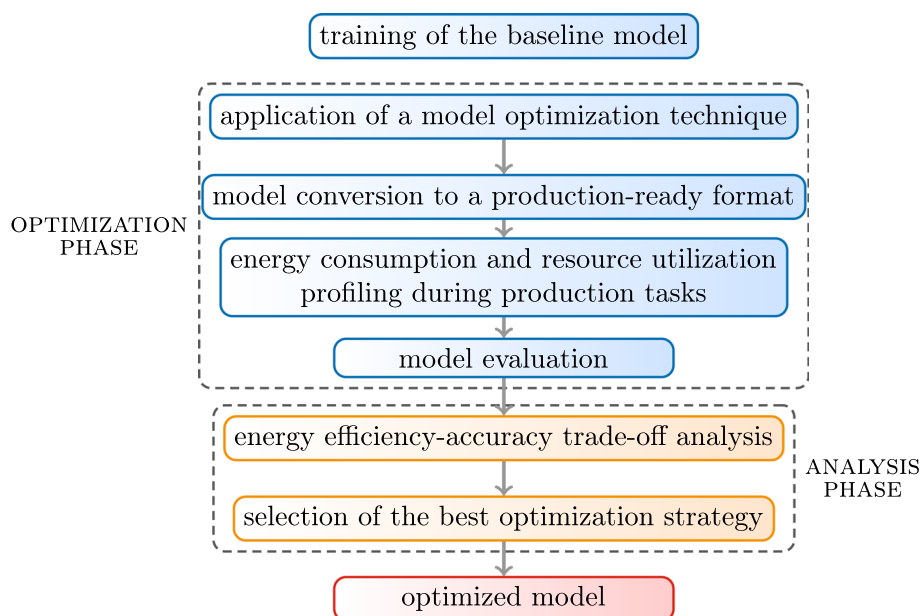 training of the baseline model
application of a model optimization technique
model conversion to a production-ready format
OPTIMIZATION
PHASE
energy consumption and resource utilization
profiling during production tasks
model evaluation
energy efficiency-accuracy trade-off analysis
ANALYSIS
PHASE
selection of the best optimization strategy
optimized model